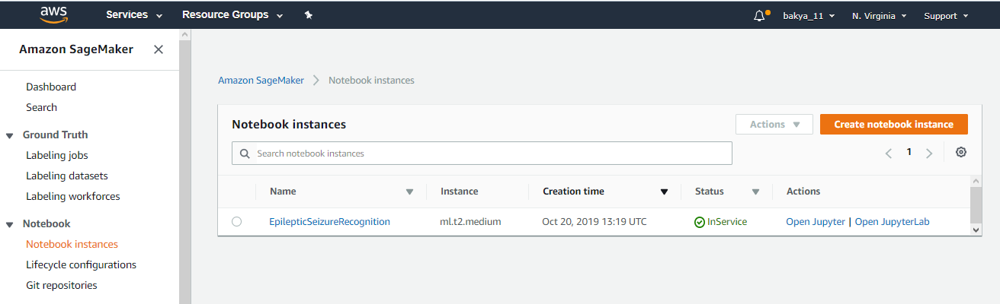 aws Services Resource Groups bakya_11 N. Virginia Support
Amazon SageMaker
Dashboard
Search
Ground Truth
Labeling jobs
Labeling datasets
Labeling workforces
Notebook
Notebook instances
Lifecycle configurations
Git repositories
Amazon SageMaker Notebook instances
Notebook instances Actions Create notebook instance
Search notebook instances 1
Name Instance Creation time Status Actions
EpilepticSeizureRecognition ml.t2.medium Oct 20, 2019 13:19 UTC InService Open Jupyter | Open JupyterLab